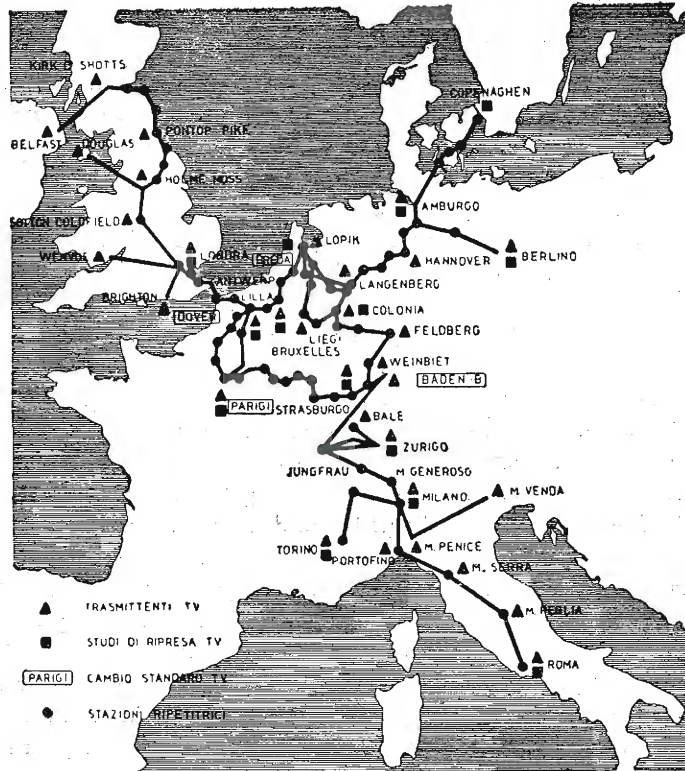 KIRK O SHOTTS
COPENAGHEN
BELFAST
DOUGLAS
PONTOP PIKE
HOLME MOSS
AMBURGO
SUTTON COLDFIELD
LONDRA
BREDA
LOPIK
WENVOE
HANNOVER
BERLINO
ANTWERP
LANGENBERG
BRIGHTON
LILLA
COLONIA
DOVER
LIEGI
FELDBERG
BRUXELLES
WEINBIET
BADEN-B
PARIGI
STRASBURGO
BALE
ZURIGO
JUNGFRAU
M GENEROSO
MILANO
M. VENDA
TORINO
PORTOFINO
M. PENICE
M. SERRA
M. PEGLIA
TRASMITTENTI TV
STUDI DI RIPRESA TV
ROMA
PARIGI CAMBIO STANDARD TV
STAZIONI RIPETITRICI